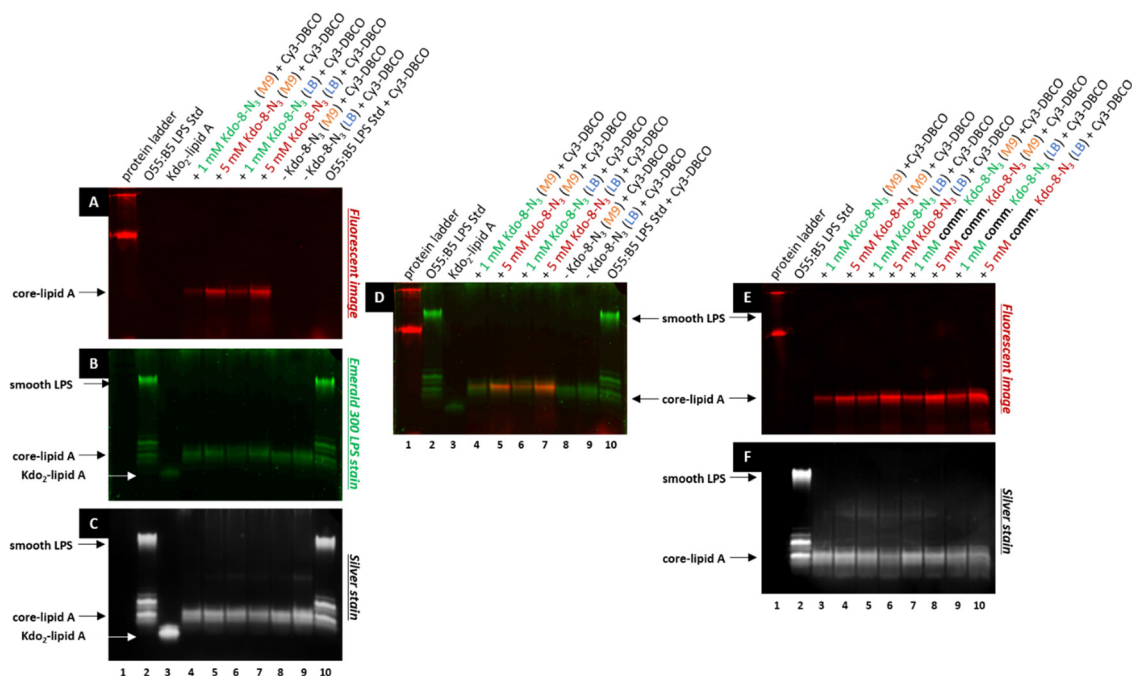 protein ladder
O55:B5 LPS Std
Kdo2-lipid A
+ 1 mM Kdo-8-N3 (M9) + Cy3-DBCO
+ 5 mM Kdo-8-N3 (M9) + Cy3-DBCO
+ 1 mM Kdo-8-N3 (LB) + Cy3-DBCO
+ 5 mM Kdo-8-N3 (LB) + Cy3-DBCO
- Kdo-8-N3 (M9) + Cy3-DBCO
- Kdo-8-N3 (LB) + Cy3-DBCO
O55:B5 LPS Std + Cy3-DBCO
A
core-lipid A
Fluorescent image
B
smooth LPS
core-lipid A
Kdo2-lipid A
Emerald 300 LPS stain
C
smooth LPS
core-lipid A
Kdo2-lipid A
Silver stain
1 2 3 4 5 6 7 8 9 10
protein ladder
O55:B5 LPS Std
Kdo2-lipid A
+ 1 mM Kdo-8-N3 (M9) + Cy3-DBCO
+ 5 mM Kdo-8-N3 (M9) + Cy3-DBCO
+ 1 mM Kdo-8-N3 (LB) + Cy3-DBCO
+ 5 mM Kdo-8-N3 (LB) + Cy3-DBCO
- Kdo-8-N3 (M9) + Cy3-DBCO
- Kdo-8-N3 (LB) + Cy3-DBCO
O55:B5 LPS Std + Cy3-DBCO
D
smooth LPS
core-lipid A
1 2 3 4 5 6 7 8 9 10
protein ladder
O55:B5 LPS Std
+ 1 mM Kdo-8-N3 (M9) +Cy3-DBCO
+ 5 mM Kdo-8-N3 (M9) + Cy3-DBCO
+ 1 mM Kdo-8-N3 (LB) + Cy3-DBCO
+ 5 mM Kdo-8-N3 (LB) + Cy3-DBCO
+ 1 mM comm. Kdo-8-N3 (M9) +Cy3-DBCO
+ 5 mM comm. Kdo-8-N3 (M9) + Cy3-DBCO
+ 1 mM comm. Kdo-8-N3 (LB) + Cy3-DBCO
+ 5 mM comm. Kdo-8-N3 (LB) + Cy3-DBCO
E
Fluorescent image
F
smooth LPS
core-lipid A
Silver stain
1 2 3 4 5 6 7 8 9 10